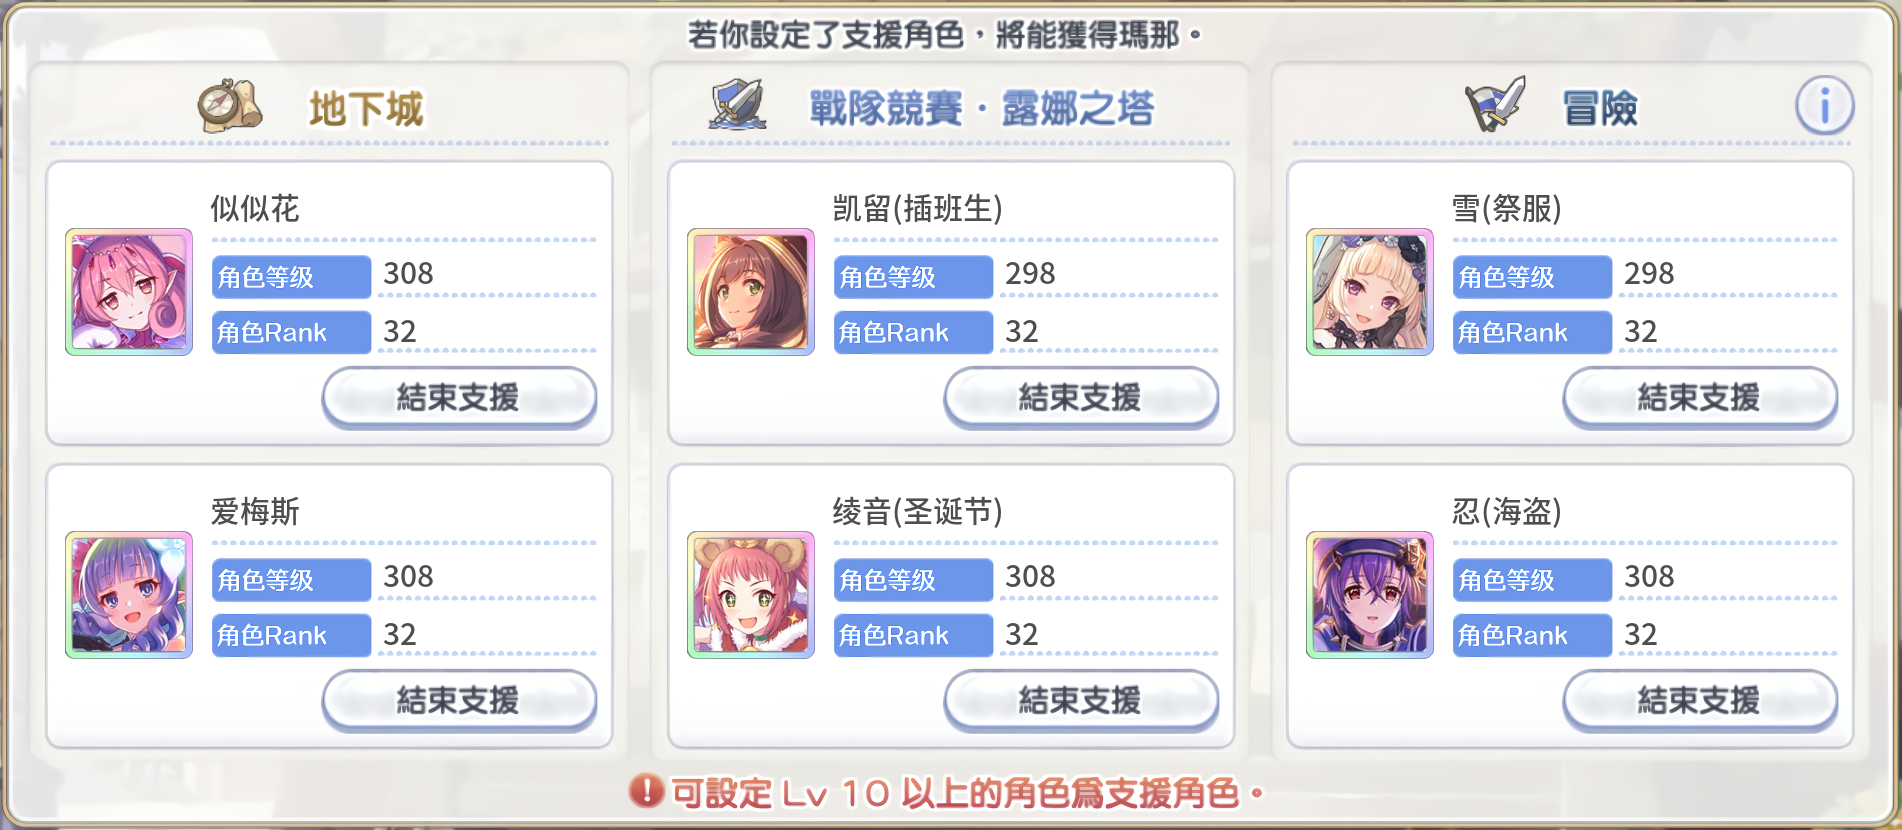 若你設定了支援角色，將能獲得瑪那。
地下城
戰隊競賽・露娜之塔
冒險
似似花
角色等级 308
角色Rank 32
結束支援
凯留(插班生)
角色等级 298
角色Rank 32
結束支援
雪(祭服)
角色等级 298
角色Rank 32
結束支援
爱梅斯
角色等级 308
角色Rank 32
結束支援
绫音(圣诞节)
角色等级 308
角色Rank 32
結束支援
忍(海盗)
角色等级 308
角色Rank 32
結束支援
可設定 Lv 10 以上的角色為支援角色。